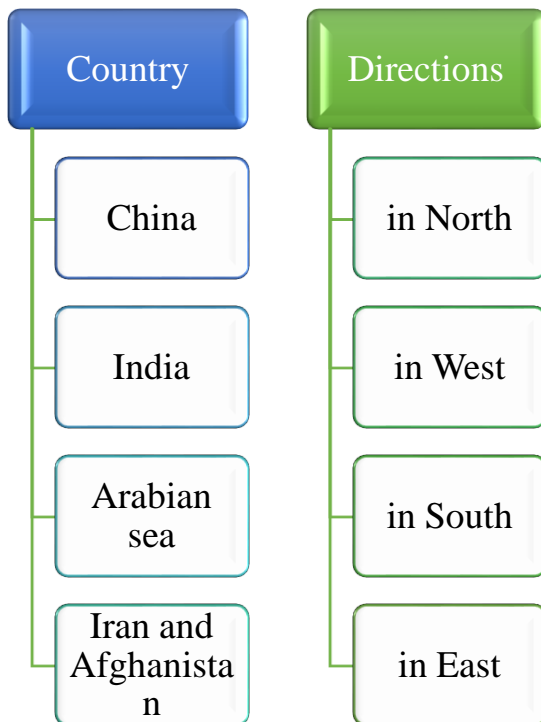 Country
China
India
Arabian
sea
Iran and
Afghanista
n
Directions
in North
in West
in South
in East